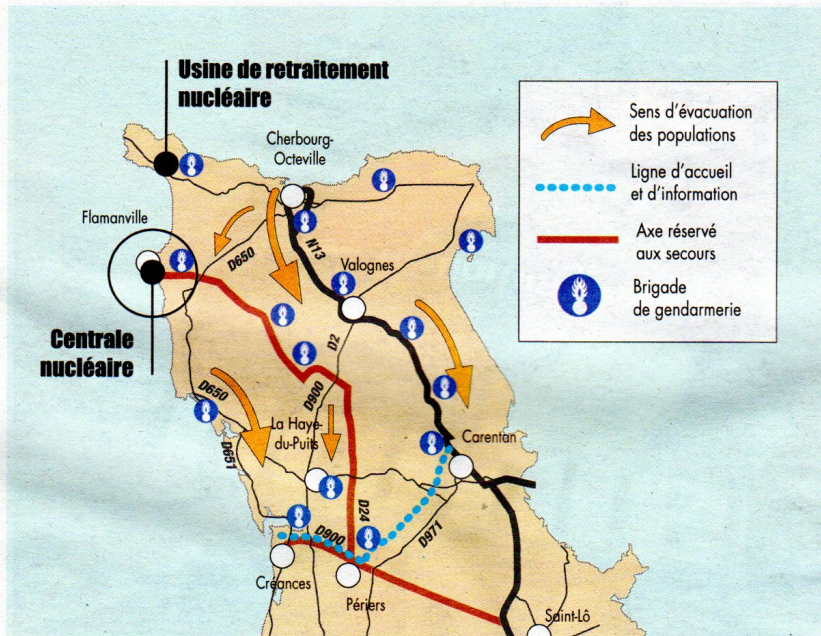 Usine de retraitement
nucléaire
Cherbourg-
Octeville
Flamanville
D650
N13
Valognes
Centrale
nucléaire
D2
D900
D650
La Haye-
du-Puits
D651
Carentan
D24
D971
D900
Créances
Périers
Saint-Lô
Sens d'évacuation
des populations
Ligne d'accueil
et d'information
Axe réservé
aux secours
Brigade
de gendarmerie